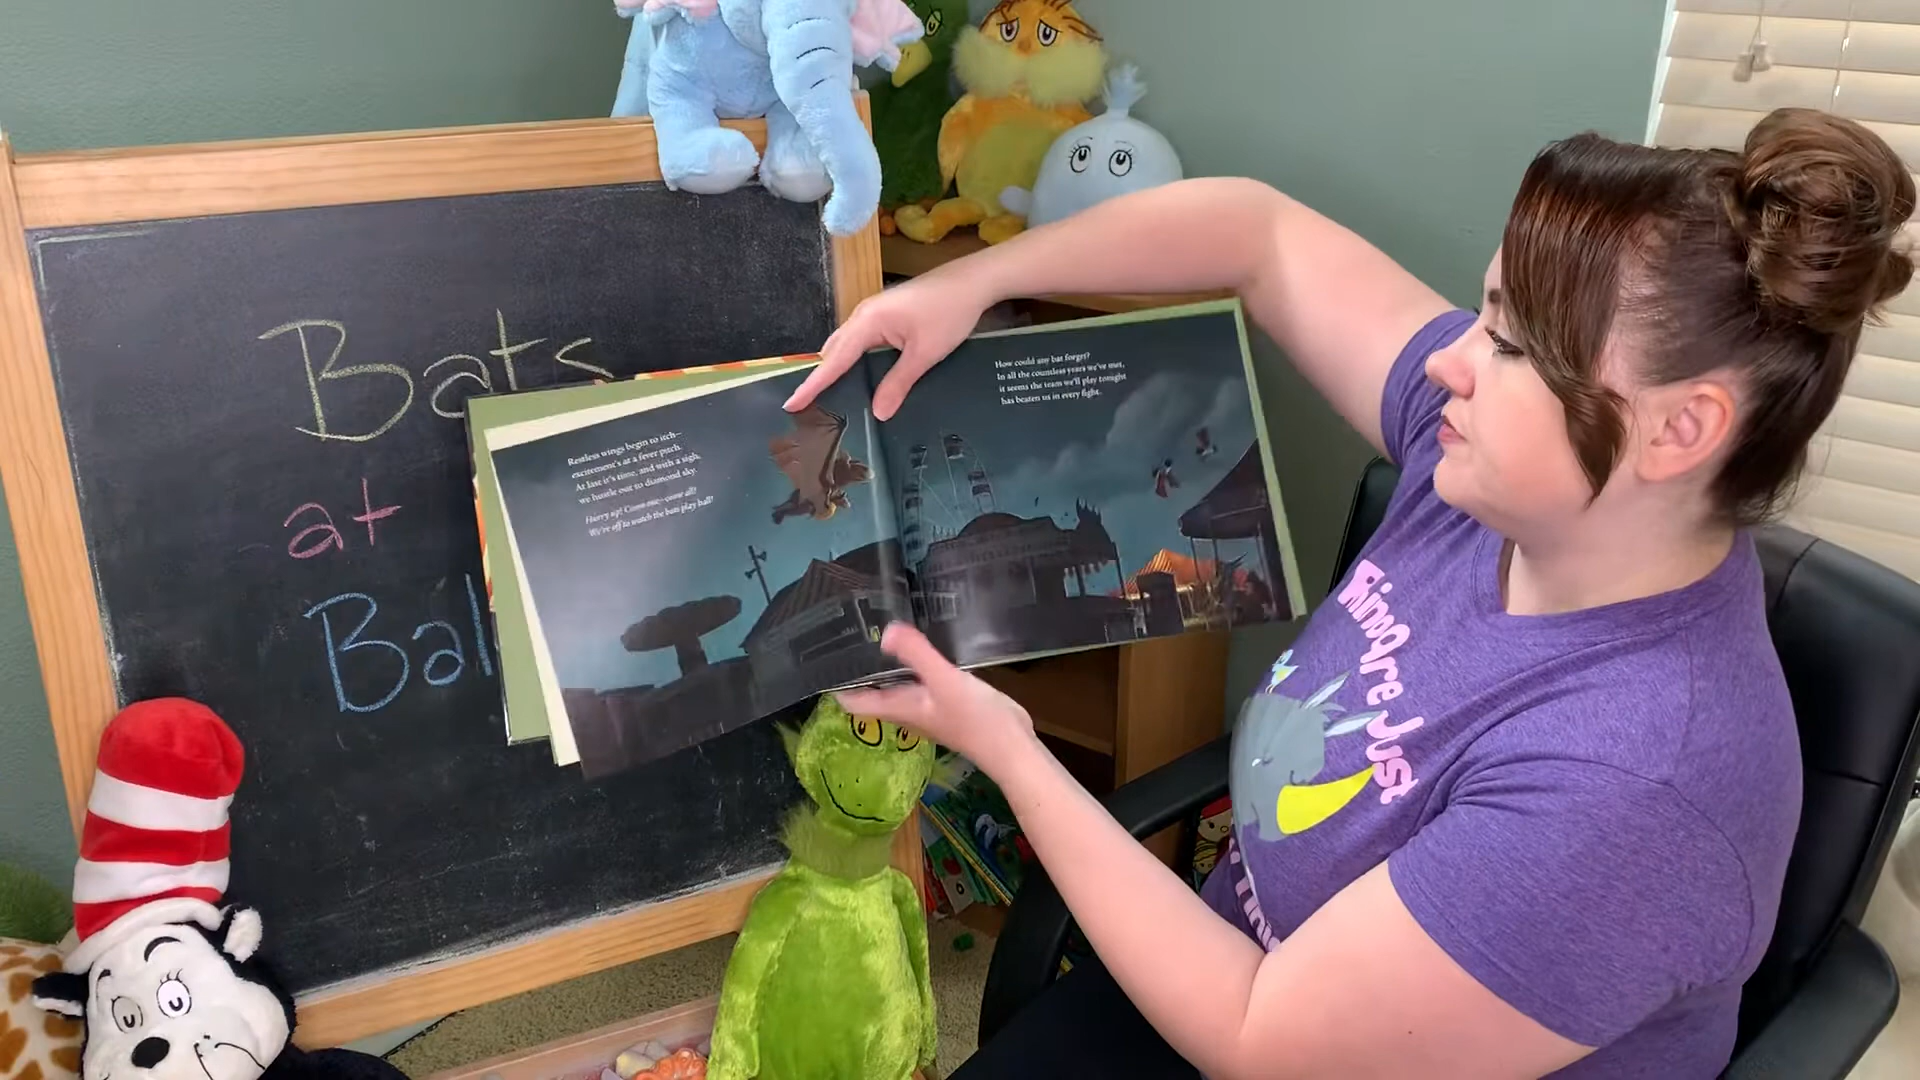 Bats
at
Bal
Restless wings begin to itch—
excitement's at a fever pitch.
At last it's time, and with a sigh,
we hustle out to diamond sky.
Hurry up! Come one—come all!
We're off to watch the bats play ball!
How could any bat forget?
In all the countless years we've met,
it seems the team we'll play tonight
has beaten us in every fight.
Rhinos Are Just